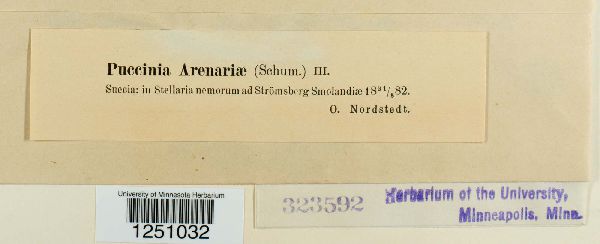 Puccinia Arenariæ (Schum.) III.
Suecia: in Stellaria nemorum ad Strömsberg Smolandiæ 18³¹/₈82.
O. Nordstedt.
University of Minnesota Herbarium
1251032
323592
Herbarium of the University,
Minneapolis, Minn.